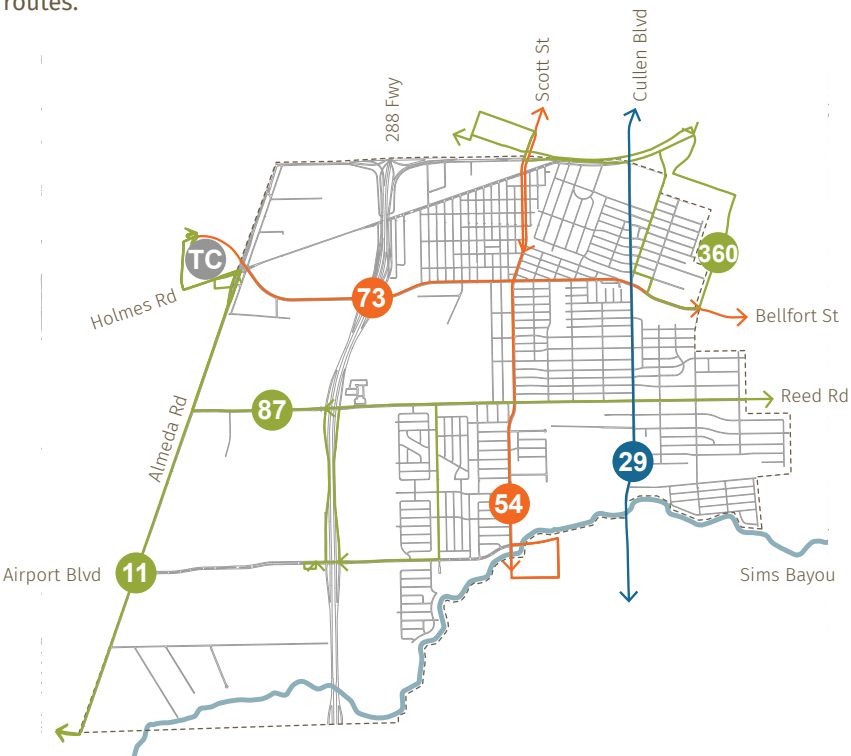 routes.
288 Fwy
Scott St
Cullen Blvd
TC
360
Holmes Rd
73
Bellfort St
87
Reed Rd
Almeda Rd
29
54
Airport Blvd
11
Sims Bayou